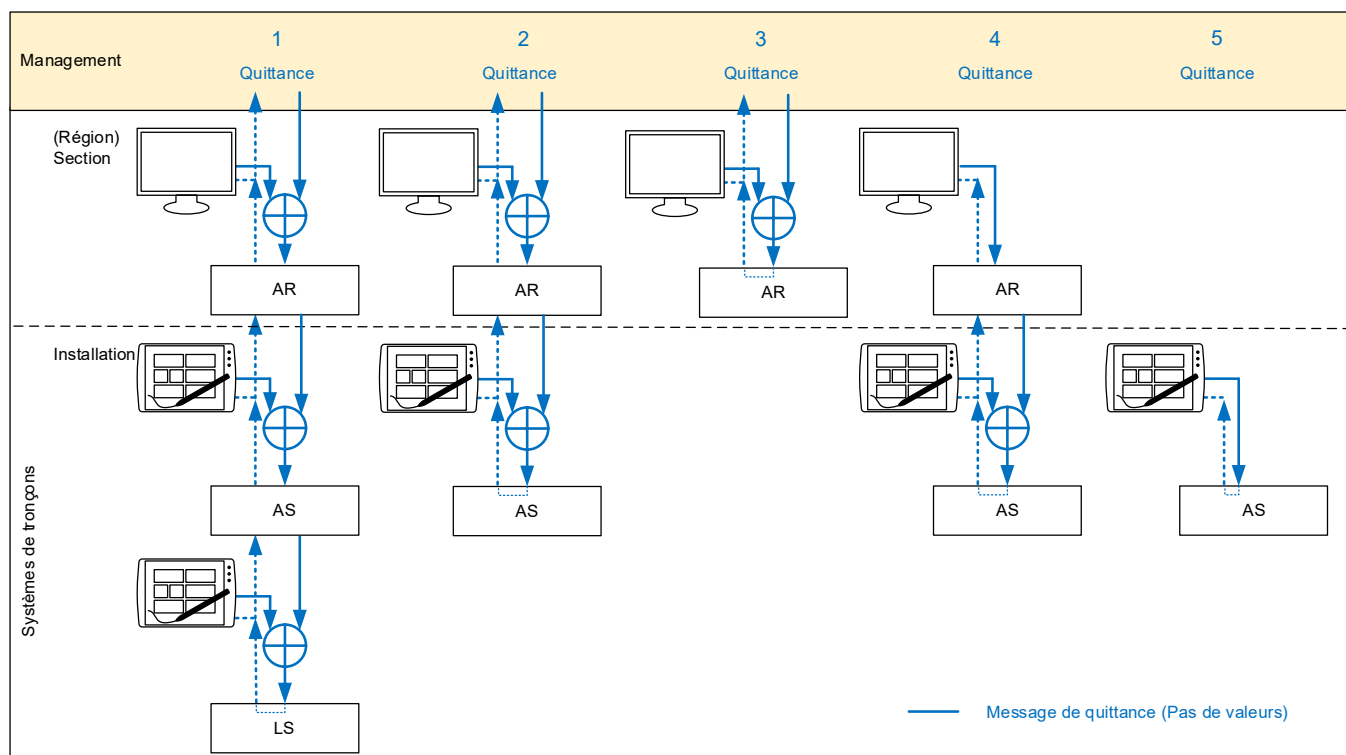 Management
1
2
3
4
5
Quittance
Quittance
Quittance
Quittance
Quittance
(Région)
Section
AR
AR
AR
AR
Installation
Systèmes de tronçons
AS
AS
AS
AS
LS
Message de quittance (Pas de valeurs)